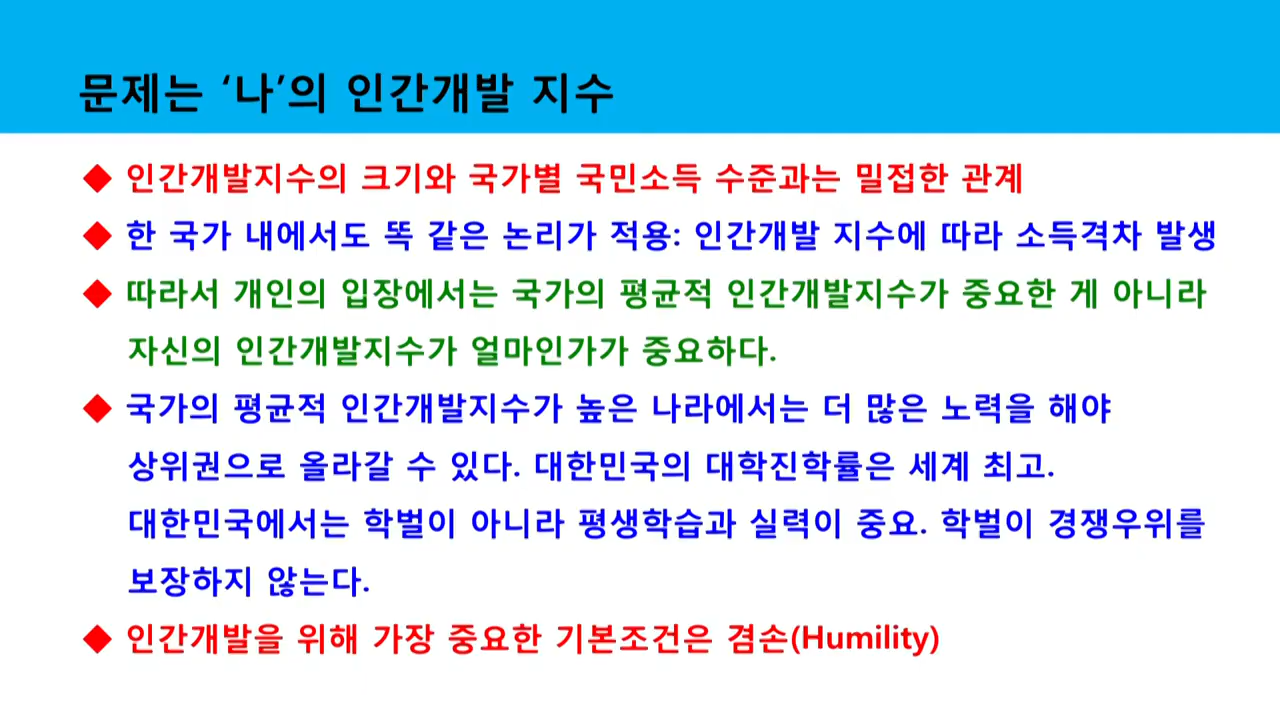 문제는 ‘나’의 인간개발 지수
◆ 인간개발지수의 크기와 국가별 국민소득 수준과는 밀접한 관계
◆ 한 국가 내에서도 똑 같은 논리가 적용: 인간개발 지수에 따라 소득격차 발생
◆ 따라서 개인의 입장에서는 국가의 평균적 인간개발지수가 중요한 게 아니라
자신의 인간개발지수가 얼마인가가 중요하다.
◆ 국가의 평균적 인간개발지수가 높은 나라에서는 더 많은 노력을 해야
상위권으로 올라갈 수 있다. 대한민국의 대학진학률은 세계 최고.
대한민국에서는 학벌이 아니라 평생학습과 실력이 중요. 학벌이 경쟁우위를
보장하지 않는다.
◆ 인간개발을 위해 가장 중요한 기본조건은 겸손(Humility)